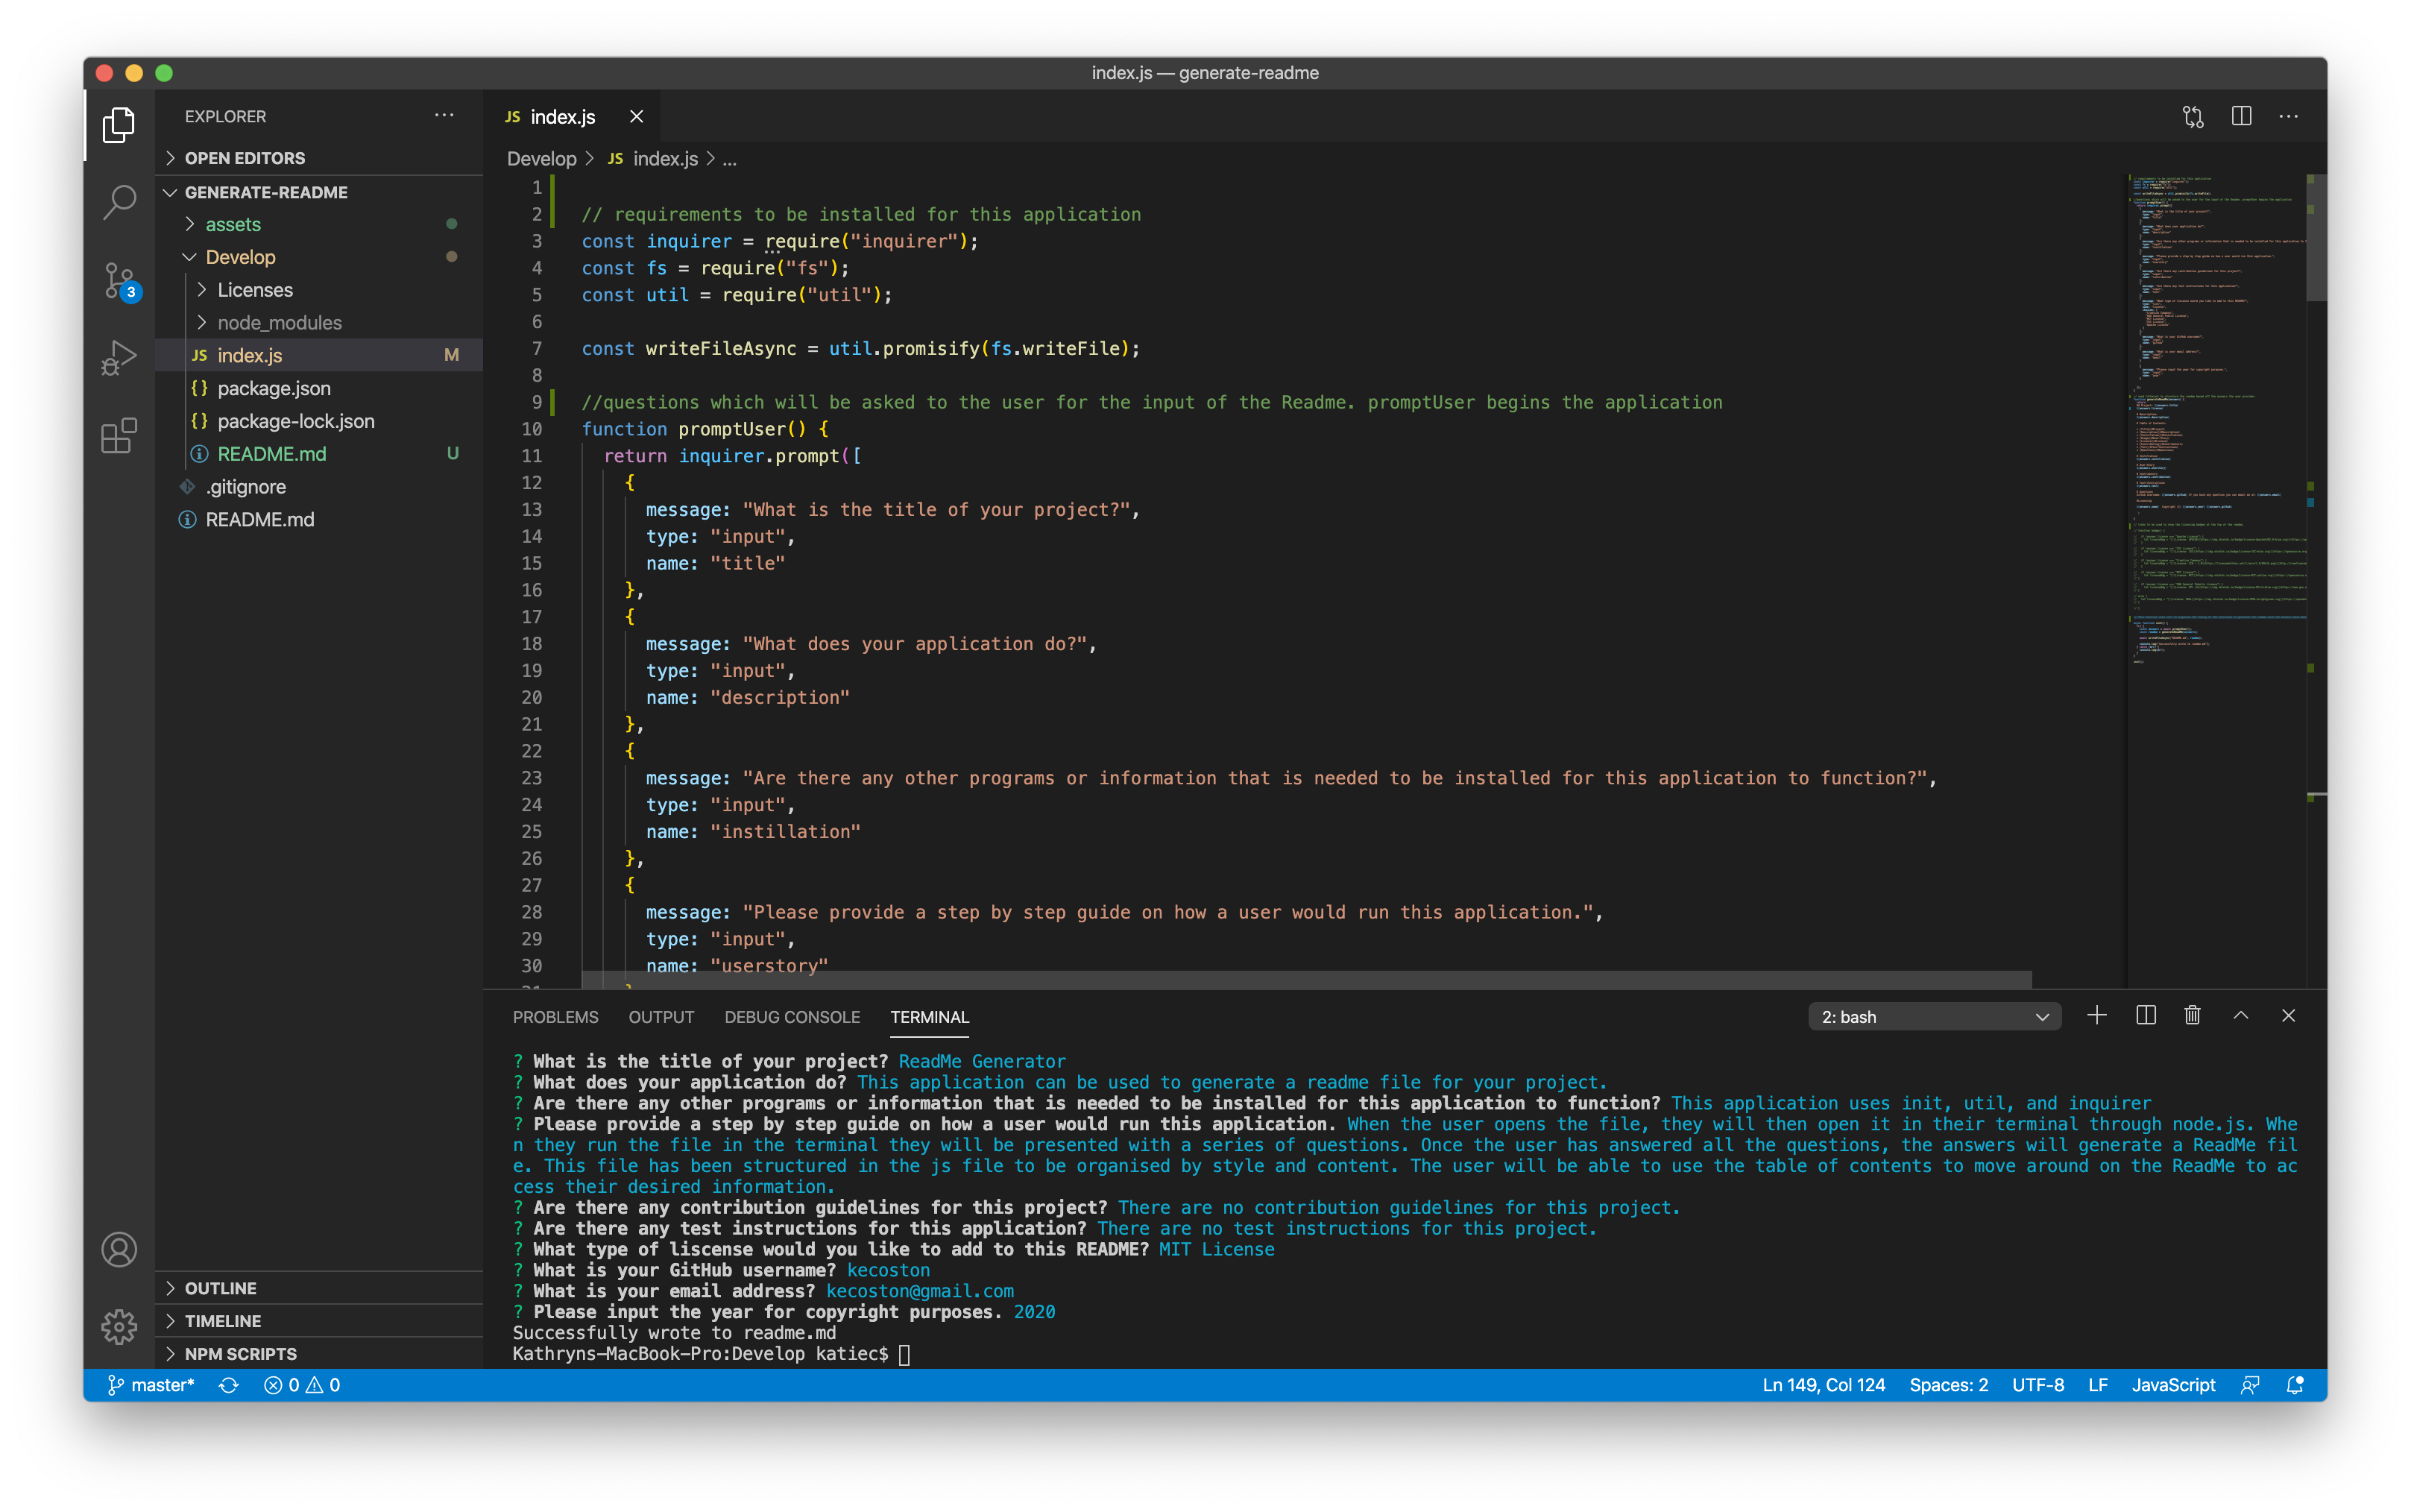 index.js — generate-readme
EXPLORER
OPEN EDITORS
GENERATE-README
assets
Develop
Licenses
node_modules
JS index.js M
{} package.json
{} package-lock.json
README.md U
.gitignore
README.md
OUTLINE
TIMELINE
NPM SCRIPTS
3
JS index.js
Develop > JS index.js > ...
1
2 // requirements to be installed for this application
3 const inquirer = require("inquirer");
4 const fs = require("fs");
5 const util = require("util");
6
7 const writeFileAsync = util.promisify(fs.writeFile);
8
9 //questions which will be asked to the user for the input of the Readme. promptUser begins the application
10 function promptUser() {
11 return inquirer.prompt([
12 {
13 message: "What is the title of your project?",
14 type: "input",
15 name: "title"
16 },
17 {
18 message: "What does your application do?",
19 type: "input",
20 name: "description"
21 },
22 {
23 message: "Are there any other programs or information that is needed to be installed for this application to function?",
24 type: "input",
25 name: "instillation"
26 },
27 {
28 message: "Please provide a step by step guide on how a user would run this application.",
29 type: "input",
30 name: "userstory"
PROBLEMS OUTPUT DEBUG CONSOLE TERMINAL 2: bash
? What is the title of your project? ReadMe Generator
? What does your application do? This application can be used to generate a readme file for your project.
? Are there any other programs or information that is needed to be installed for this application to function? This application uses init, util, and inquirer
? Please provide a step by step guide on how a user would run this application. When the user opens the file, they will then open it in their terminal through node.js. Whe
n they run the file in the terminal they will be presented with a series of questions. Once the user has answered all the questions, the answers will generate a ReadMe fil
e. This file has been structured in the js file to be organised by style and content. The user will be able to use the table of contents to move around on the ReadMe to ac
cess their desired information.
? Are there any contribution guidelines for this project? There are no contribution guidelines for this project.
? Are there any test instructions for this application? There are no test instructions for this project.
? What type of liscense would you like to add to this README? MIT License
? What is your GitHub username? kecoston
? What is your email address? kecoston@gmail.com
? Please input the year for copyright purposes. 2020
Successfully wrote to readme.md
Kathryns-MacBook-Pro:Develop katiec$
master* 0 0 Ln 149, Col 124 Spaces: 2 UTF-8 LF JavaScript